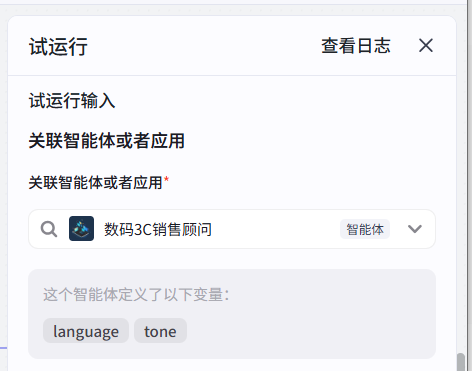 试运行 查看日志
试运行输入
关联智能体或者应用
关联智能体或者应用*
数码3C销售顾问 智能体
这个智能体定义了以下变量：
language tone